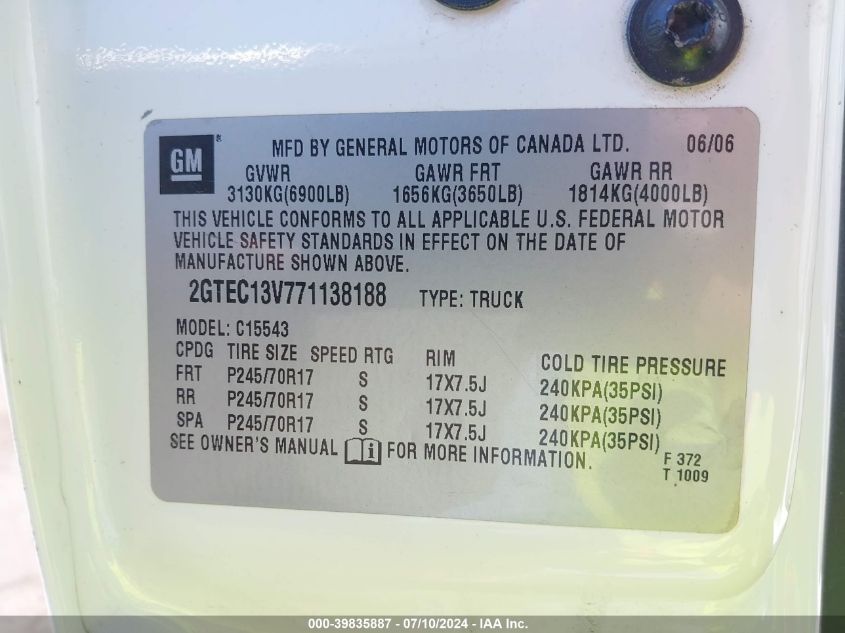 GM® MFD BY GENERAL MOTORS OF CANADA LTD. 06/06
GVWR GAWR FRT GAWR RR
3130KG(6900LB) 1656KG(3650LB) 1814KG(4000LB)
THIS VEHICLE CONFORMS TO ALL APPLICABLE U.S. FEDERAL MOTOR
VEHICLE SAFETY STANDARDS IN EFFECT ON THE DATE OF
MANUFACTURE SHOWN ABOVE.
2GTEC13V771138188 TYPE: TRUCK
MODEL: C15543
CPDG TIRE SIZE SPEED RTG RIM COLD TIRE PRESSURE
FRT P245/70R17 S 17X7.5J 240KPA(35PSI)
RR P245/70R17 S 17X7.5J 240KPA(35PSI)
SPA P245/70R17 S 17X7.5J 240KPA(35PSI)
SEE OWNER'S MANUAL i FOR MORE INFORMATION.
F 372
T 1009
000-39835887 / 07/10/2024 - IAA Inc.